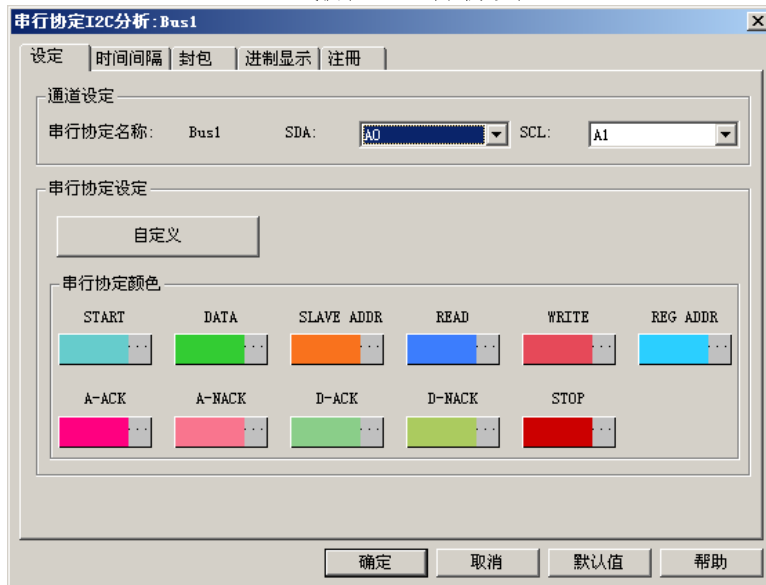 串行协定I2C分析:Bus1
设定 时间间隔 封包 进制显示 注册
通道设定
串行协定名称: Bus1 SDA: A0 SCL: A1
串行协定设定
自定义
串行协定颜色
START DATA SLAVE ADDR READ WRITE REG ADDR
... ... ... ... ... ...
A-ACK A-NACK D-ACK D-NACK STOP
... ... ... ... ...
确定 取消 默认值 帮助